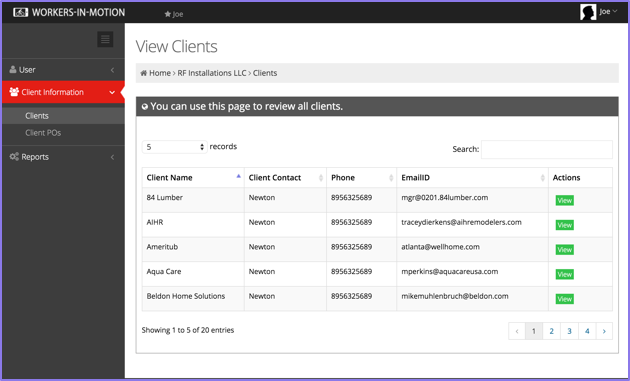 WORKERS-IN-MOTION
Joe
Joe
User
Client Information
Clients
Client POs
Reports
View Clients
Home › RF Installations LLC › Clients
You can use this page to review all clients.
5 records
Search:
Client Name Client Contact Phone EmailID Actions
84 Lumber Newton 8956325689 mgr@0201.84lumber.com View
AIHR Newton 8956325689 traceydierkens@aihremodelers.com View
Ameritub Newton 8956325689 atlanta@wellhome.com View
Aqua Care Newton 8956325689 mperkins@aquacareusa.com View
Beldon Home Solutions Newton 8956325689 mikemuhlenbruch@beldon.com View
Showing 1 to 5 of 20 entries
‹ 1 2 3 4 ›